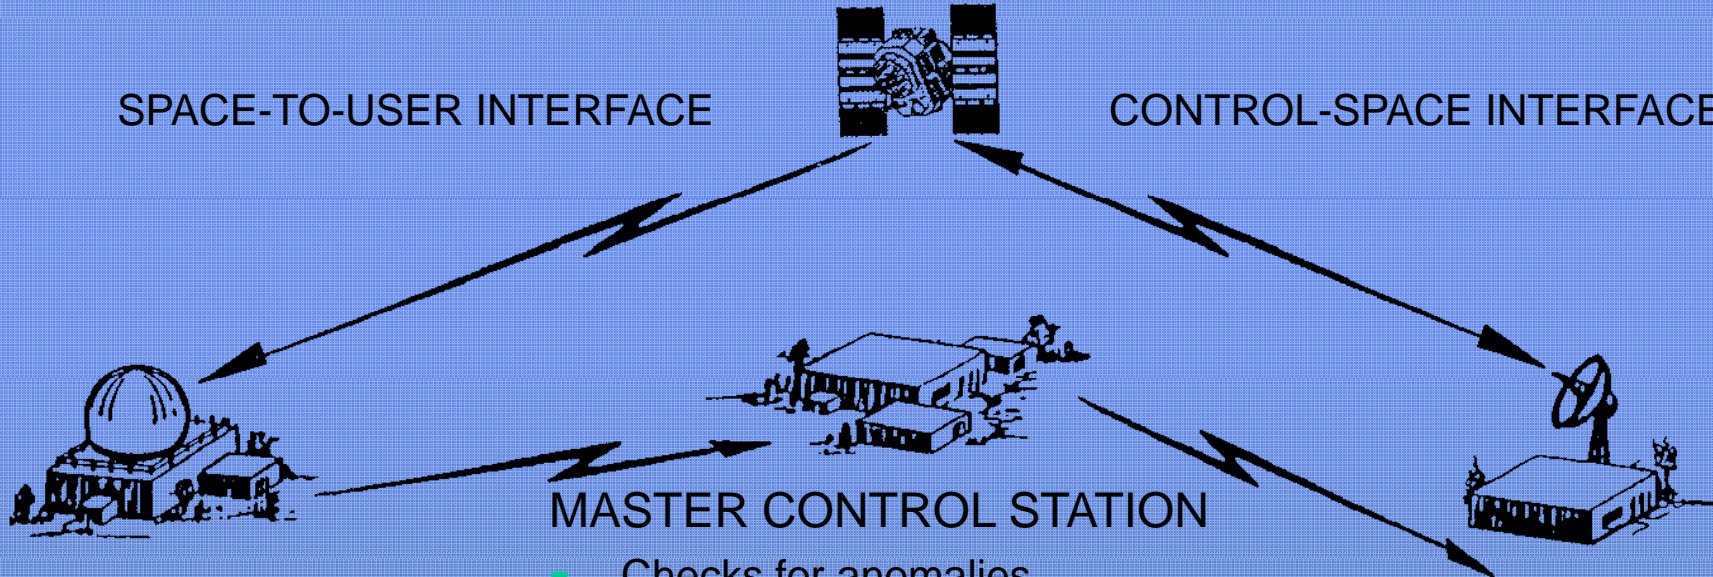 SPACE-TO-USER INTERFACE
CONTROL-SPACE INTERFACE
MASTER CONTROL STATION
- Checks for anomalies